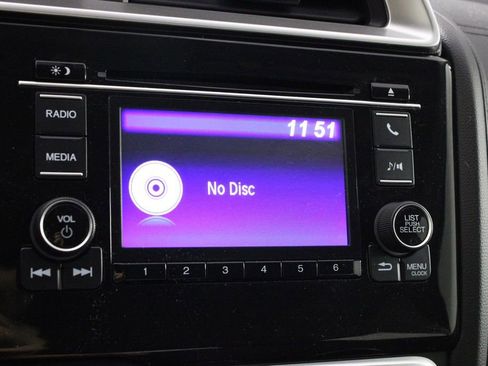 RADIO
MEDIA
11 51
No Disc
VOL
LIST
PUSH
SELECT
1 2 3 4 5 6
MENU
CLOCK